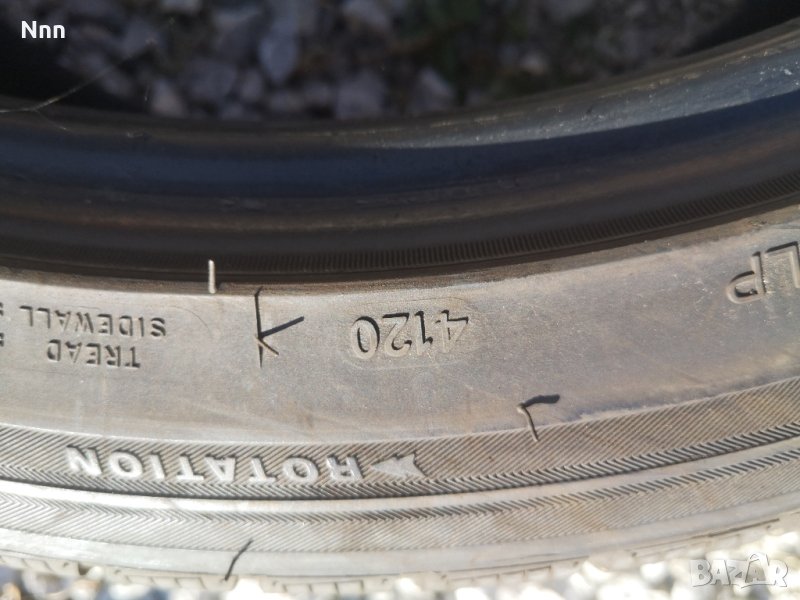 Nnn
LP
4120
TREAD
SIDEWALL
ROTATION
BAZAR